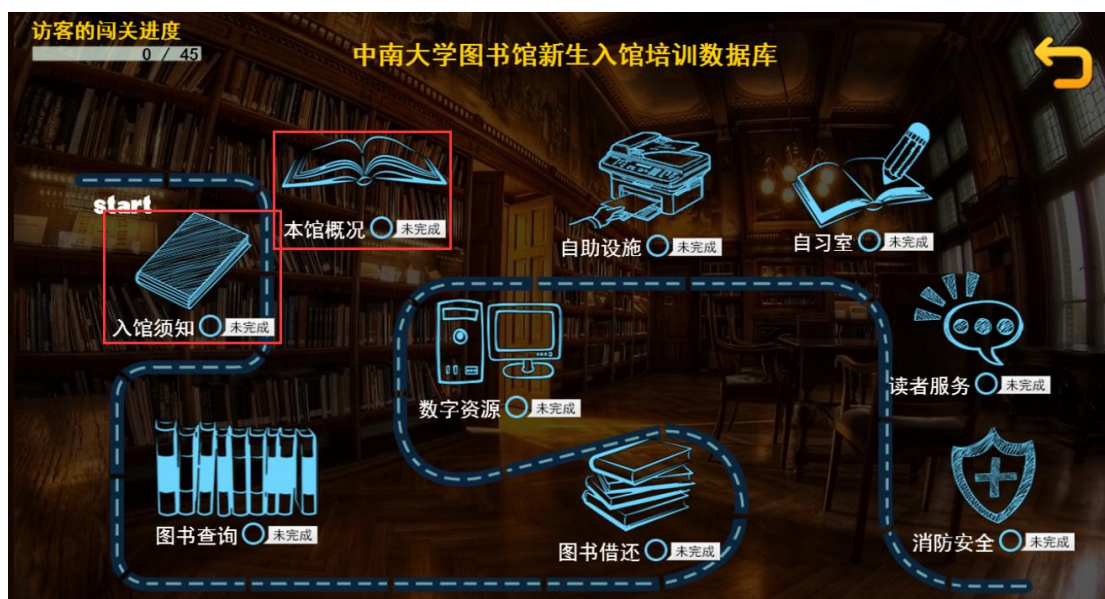 访客的闯关进度
0 / 45
中南大学图书馆新生入馆培训数据库
start
本馆概况 未完成
自助设施 未完成
自习室 未完成
入馆须知 未完成
数字资源 未完成
读者服务 未完成
图书查询 未完成
图书借还 未完成
消防安全 未完成